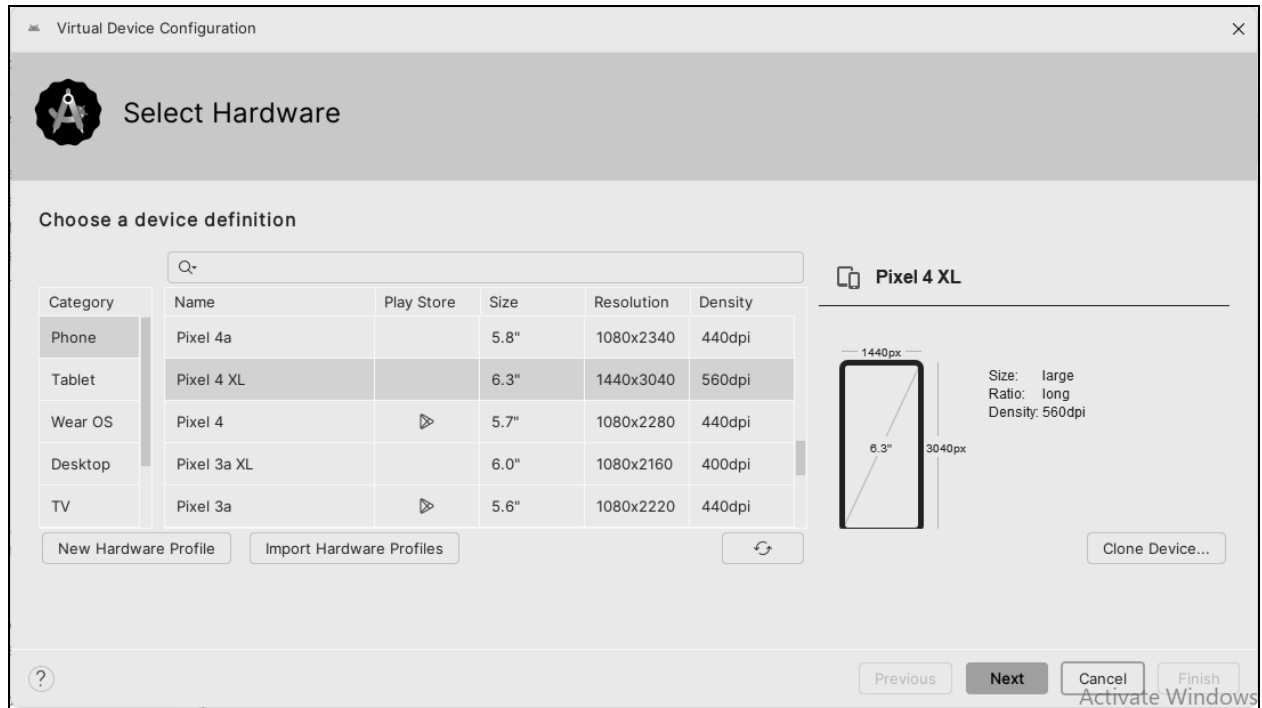 Virtual Device Configuration
Select Hardware
Choose a device definition
Category Name Play Store Size Resolution Density
Phone Pixel 4a 5.8" 1080x2340 440dpi
Tablet Pixel 4 XL 6.3" 1440x3040 560dpi
Wear OS Pixel 4 5.7" 1080x2280 440dpi
Desktop Pixel 3a XL 6.0" 1080x2160 400dpi
TV Pixel 3a 5.6" 1080x2220 440dpi
New Hardware Profile Import Hardware Profiles
Pixel 4 XL
1440px
6.3"
3040px
Size: large
Ratio: long
Density: 560dpi
Clone Device...
?
Previous Next Cancel Finish
Activate Windows